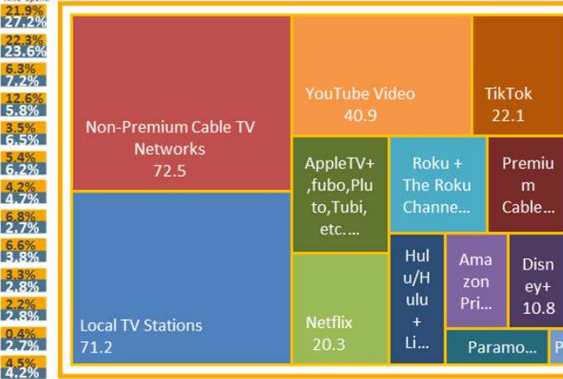 21.9%
27.2%
22.3%
23.6%
6.3%
7.2%
12.6%
5.8%
3.5%
6.5%
5.4%
6.2%
4.2%
4.7%
6.8%
2.7%
6.6%
3.8%
3.3%
2.8%
2.2%
2.8%
0.4%
2.7%
4.5%
4.2%
Non-Premium Cable TV
Networks
72.5
Local TV Stations
71.2
YouTube Video
40.9
TikTok
22.1
AppleTV+
,fubo,Plu
to,Tubi,
etc....
Roku +
The Roku
Channe...
Premiu
m
Cable...
Netflix
20.3
Hul
u/H
ulu
+
Li...
Ama
zon
Pri...
Disn
ey+
10.8
Paramo...
P